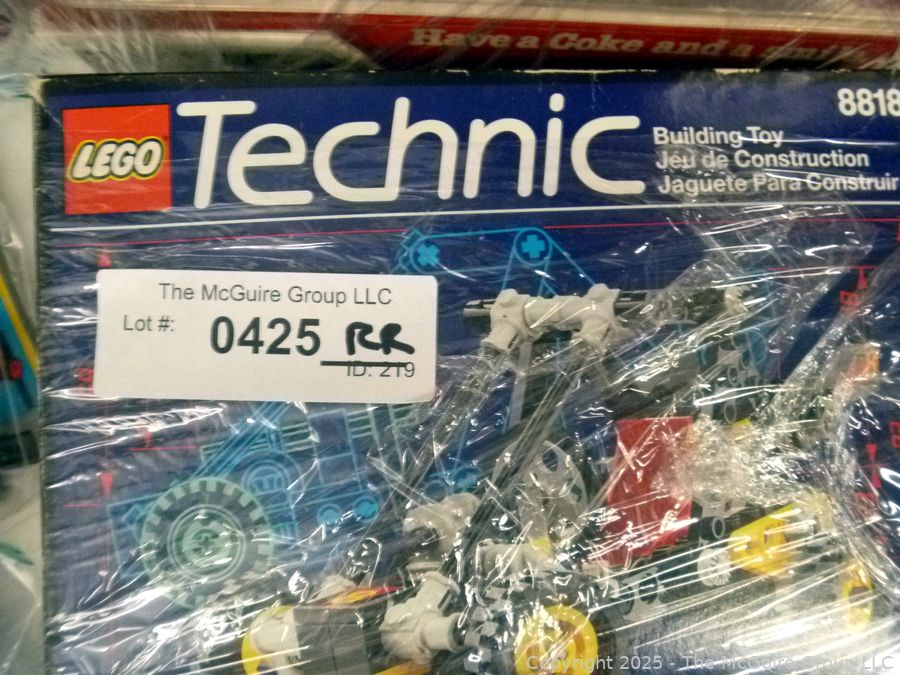 Have a Coke and a smile
LEGO
Technic
8818
Building Toy
Jeu de Construction
Jaguete Para Construir
The McGuire Group LLC
Lot #:
0425 RR
ID: 219
Copyright 2025 - The McGuire Group LLC